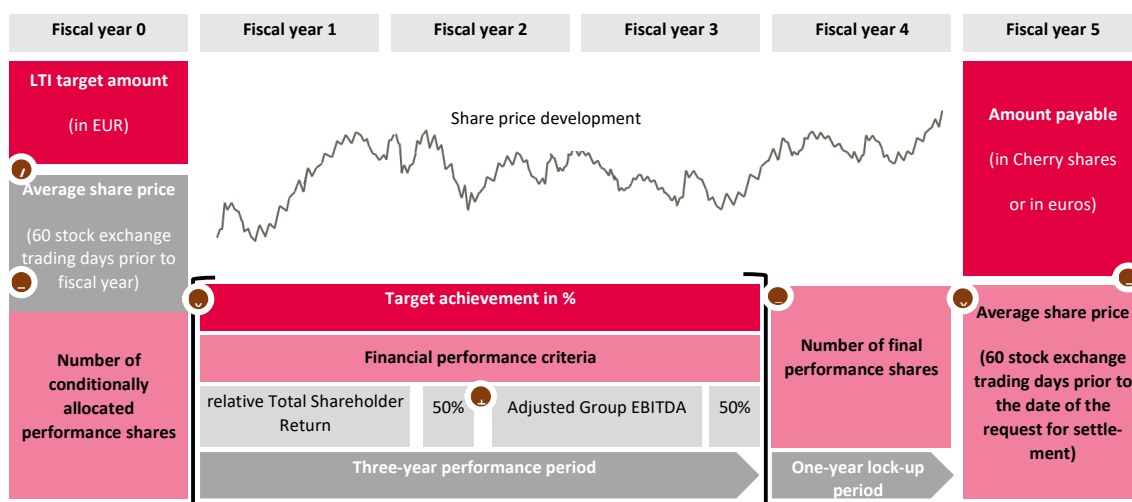 Fiscal year 0
Fiscal year 1
Fiscal year 2
Fiscal year 3
Fiscal year 4
Fiscal year 5
LTI target amount
(in EUR)
/
Average share price
(60 stock exchange
trading days prior to
fiscal year)
=
Number of
conditionally
allocated
performance shares
Share price development
x
Target achievement in %
Financial performance criteria
relative Total Shareholder
Return
50%
+
Adjusted Group EBITDA
50%
Three-year performance period
=
Number of final
performance shares
One-year lock-up
period
x
Amount payable
(in Cherry shares
or in euros)
=
Average share price
(60 stock exchange
trading days prior to
the date of the
request for settle-
ment)